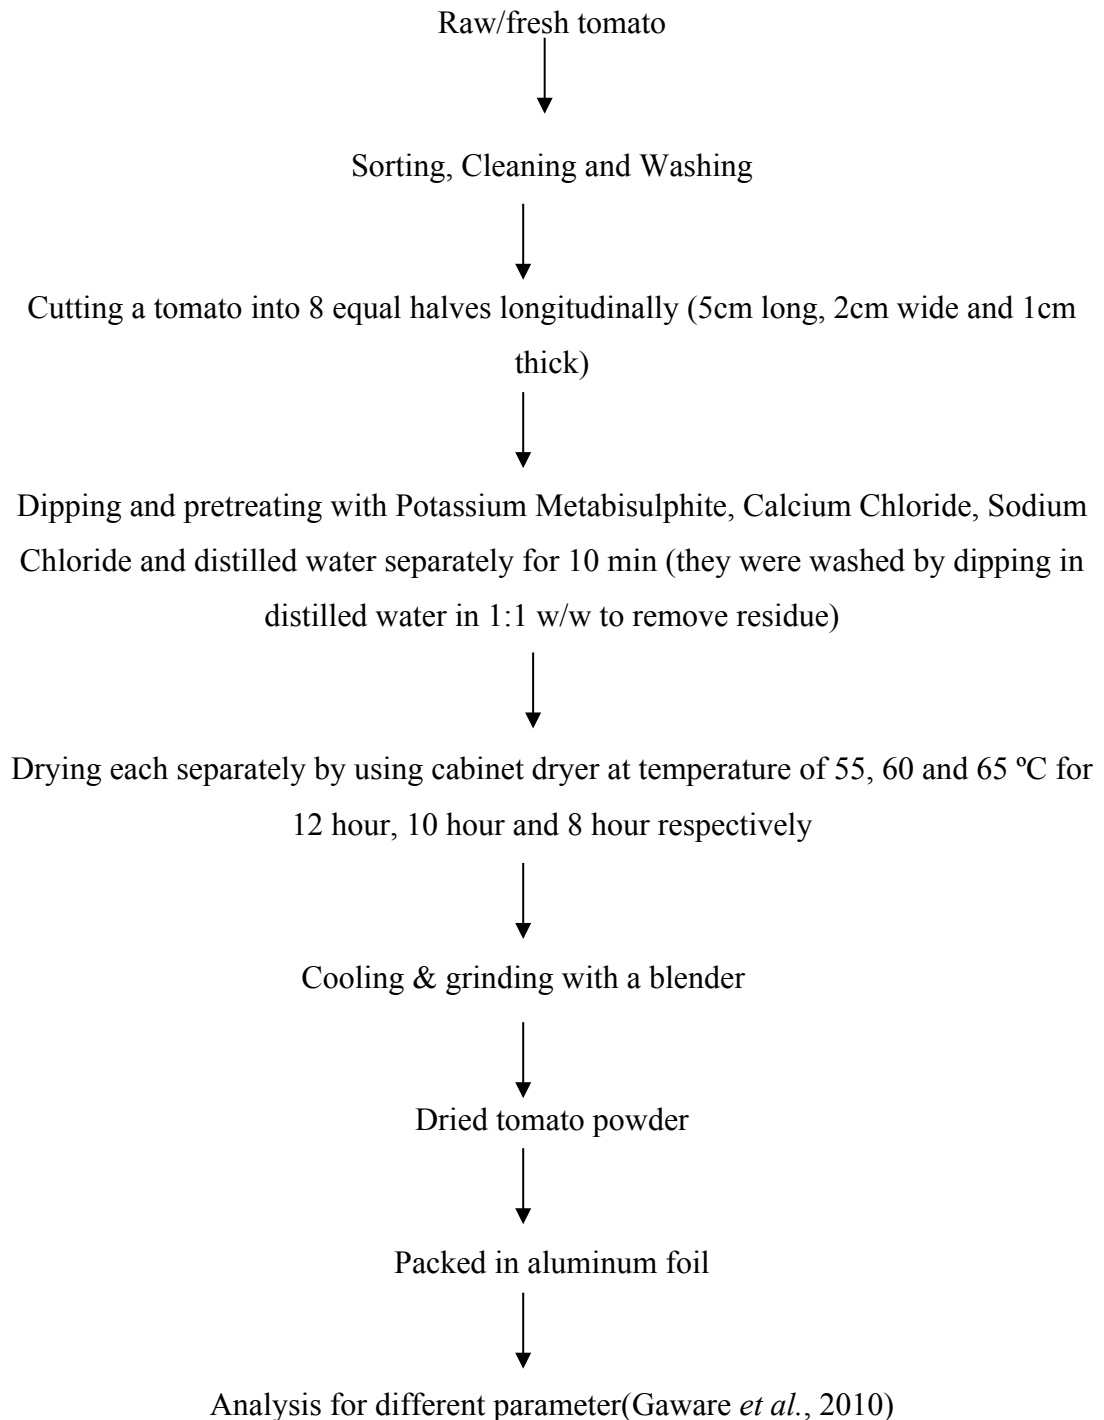 Raw/fresh tomato
Sorting, Cleaning and Washing
Cutting a tomato into 8 equal halves longitudinally (5cm long, 2cm wide and 1cm
thick)
Dipping and pretreating with Potassium Metabisulphite, Calcium Chloride, Sodium
Chloride and distilled water separately for 10 min (they were washed by dipping in
distilled water in 1:1 w/w to remove residue)
Drying each separately by using cabinet dryer at temperature of 55, 60 and 65 ºC for
12 hour, 10 hour and 8 hour respectively
Cooling & grinding with a blender
Dried tomato powder
Packed in aluminum foil
Analysis for different parameter(Gaware et al., 2010)